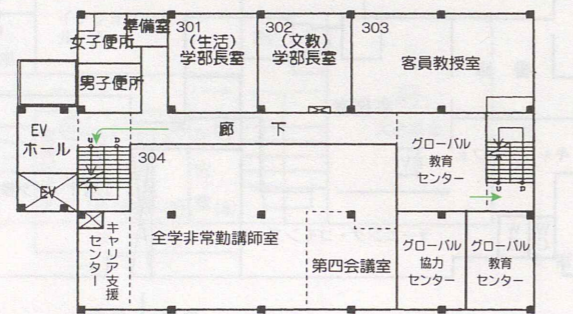 準備室
女子便所
男子便所
301
(生活)
学部長室
302
(文教)
学部長室
303
客員教授室
EV
ホール
廊 下
グローバル
教育
センター
EV
304
キャリア支援
センター
全学非常勤講師室
第四会議室
グローバル
協力
センター
グローバル
教育
センター